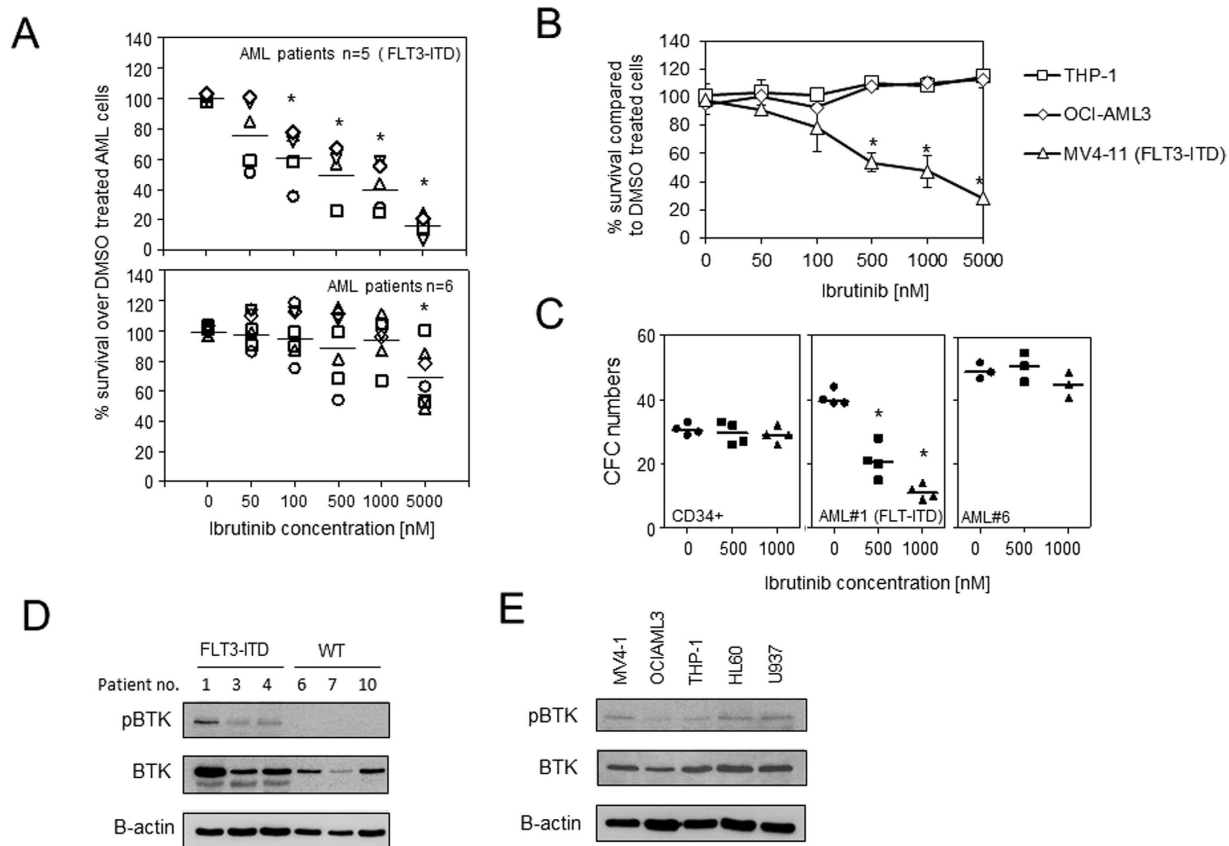 A
% survival over DMSO treated AML cells
AML patients n=5 ( FLT3-ITD)
140
120
100
80
60
40
20
0
* * * *
AML patients n=6
120
100
80
60
40
20
0
*
0 50 100 500 1000 5000
Ibrutinib concentration [nM]
B
% survival compared
to DMSO treated cells
140
120
100
80
60
40
20
0
* * *
0 50 100 500 1000 5000
Ibrutinib [nM]
THP-1
OCI-AML3
MV4-11 (FLT3-ITD)
C
CFC numbers
60
40
20
0
* *
CD34+ AML#1 (FLT-ITD) AML#6
0 500 1000 0 500 1000 0 500 1000
Ibrutinib concentration [nM]
D
FLT3-ITD WT
Patient no. 1 3 4 6 7 10
pBTK
BTK
B-actin
E
MV4-1 OCIAML3 THP-1 HL60 U937
pBTK
BTK
B-actin